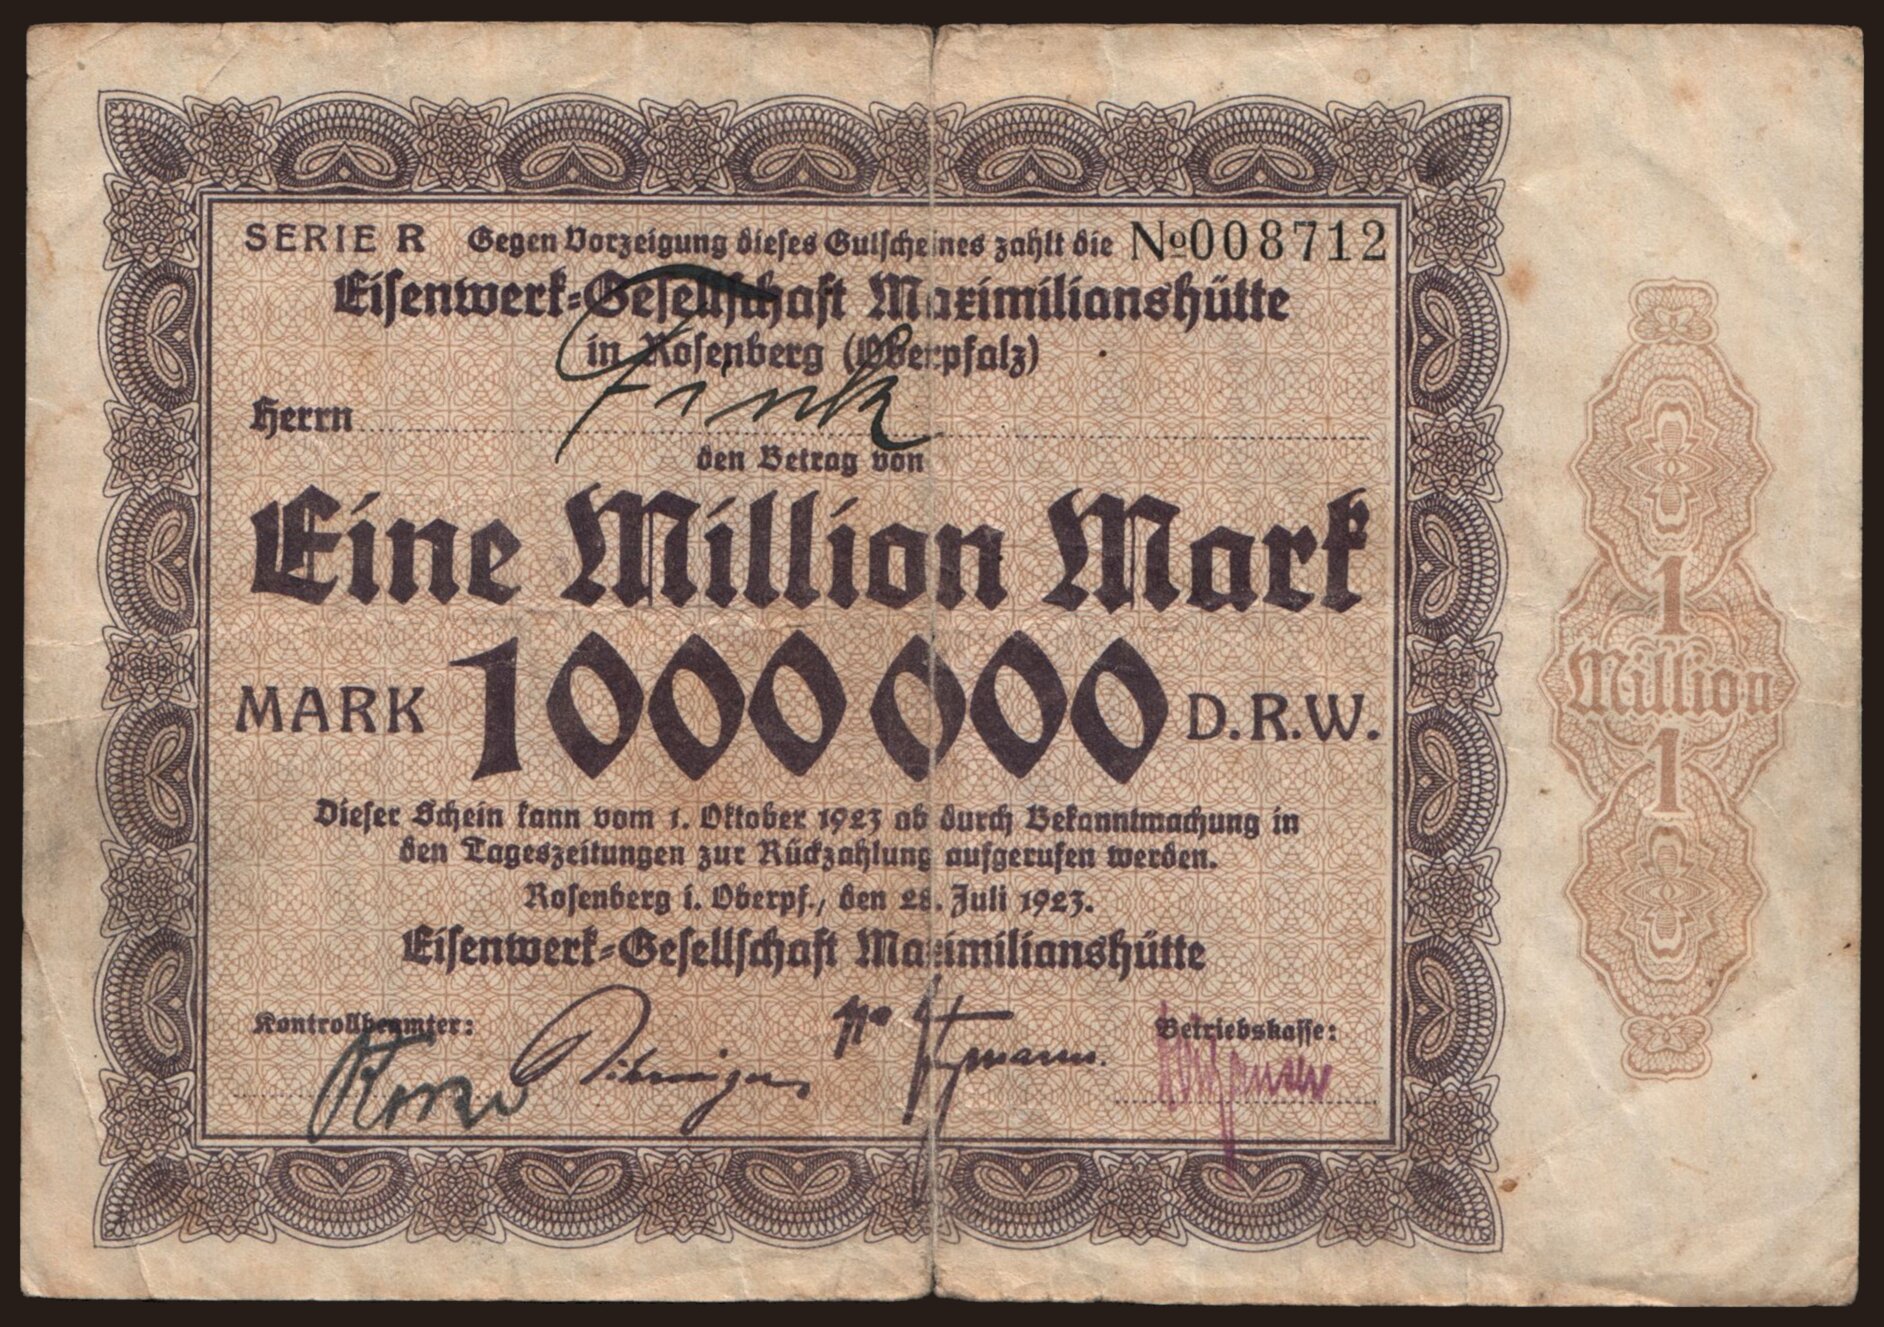 SERIE R Gegen Vorzeigung dieses Gutscheines zahlt die №008712
Eisenwerk=Gesellschaft Maximilianshütte
in Rosenberg (Oberpfalz)
Herrn Fink
den Betrag von
Eine Million Mark
MARK 1000000 D.R.W.
Dieser Schein kann vom 1. Oktober 1923 ab durch Bekanntmachung in
den Tageszeitungen zur Rückzahlung aufgerufen werden.
Rosenberg i. Oberpf., den 28. Juli 1923.
Eisenwerk=Gesellschaft Maximilianshütte
Kontrollbeamter: Betriebskasse:
1
Million
1